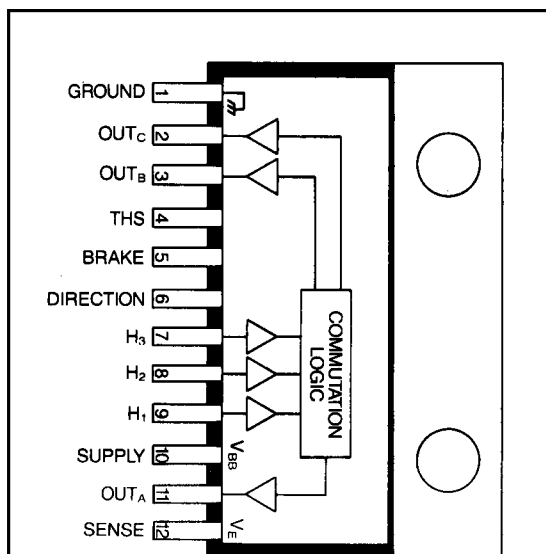 GROUND 1
OUTC 2
OUTB 3
THS 4
BRAKE 5
DIRECTION 6
H3 7
H2 8
H1 9
SUPPLY 10 VBB
OUTA 11
SENSE 12 VE
COMMUTATION
LOGIC